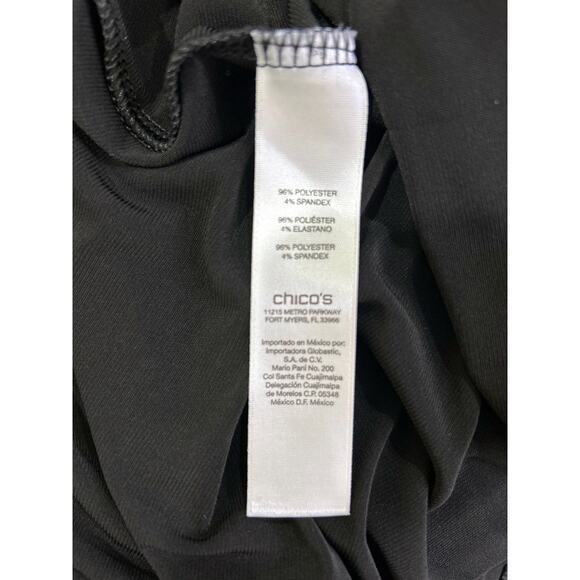 96% POLYESTER
4% SPANDEX
96% POLIÉSTER
4% ELASTANO
96% POLYESTER
4% SPANDEX
chico's
11215 METRO PARKWAY
FORT MYERS, FL 33966
Importado en México por:
Importadora Globastic,
S.A. de C.V.
Mario Pani No. 200
Col Santa Fe Cuajimalpa
Delegación Cuajimalpa
de Morelos C.P. 05348
México D.F. México